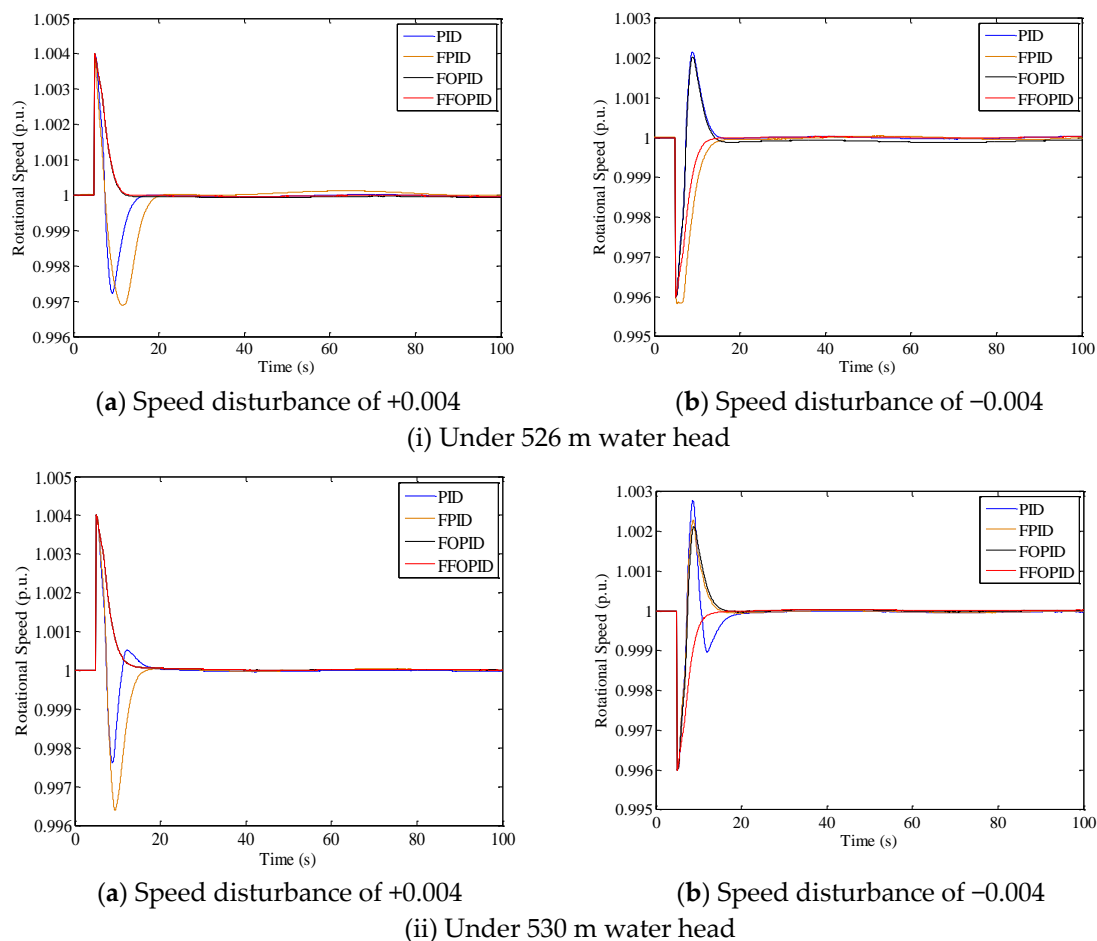 1.005
1.004
1.003
1.002
1.001
1
0.999
0.998
0.997
0.996
0 20 40 60 80 100
Rotational Speed (p.u.)
Time (s)
PID
FPID
FOPID
FFOPID
(a) Speed disturbance of +0.004
1.003
1.002
1.001
1
0.999
0.998
0.997
0.996
0.995
0 20 40 60 80 100
Rotational Speed (p.u.)
Time (s)
PID
FPID
FOPID
FFOPID
(b) Speed disturbance of −0.004
(i) Under 526 m water head
1.005
1.004
1.003
1.002
1.001
1
0.999
0.998
0.997
0.996
0 20 40 60 80 100
Rotational Speed (p.u.)
Time (s)
PID
FPID
FOPID
FFOPID
(a) Speed disturbance of +0.004
1.003
1.002
1.001
1
0.999
0.998
0.997
0.996
0.995
0 20 40 60 80 100
Rotational Speed (p.u.)
Time (s)
PID
FPID
FOPID
FFOPID
(b) Speed disturbance of −0.004
(ii) Under 530 m water head